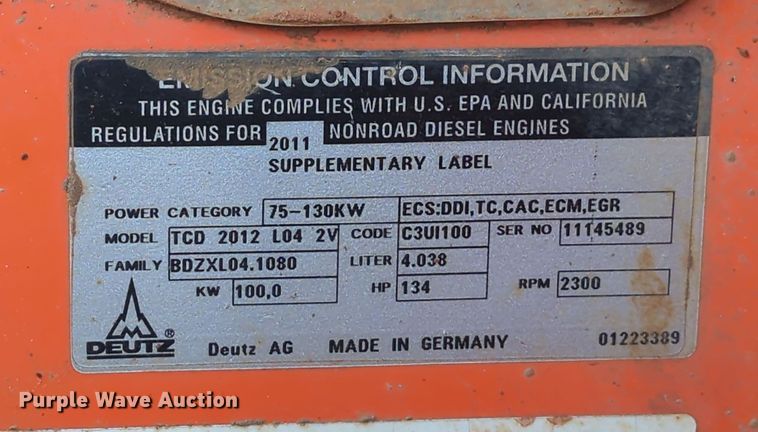 EMISSION CONTROL INFORMATION
THIS ENGINE COMPLIES WITH U.S. EPA AND CALIFORNIA
REGULATIONS FOR 2011 NONROAD DIESEL ENGINES
SUPPLEMENTARY LABEL
POWER CATEGORY 75-130KW ECS:DDI,TC,CAC,ECM,EGR
MODEL TCD 2012 L04 2V CODE C3UI100 SER NO 11145489
FAMILY BDZXL04.1080 LITER 4.038
KW 100,0 HP 134 RPM 2300
DEUTZ ® Deutz AG MADE IN GERMANY 01223389
Purple Wave Auction